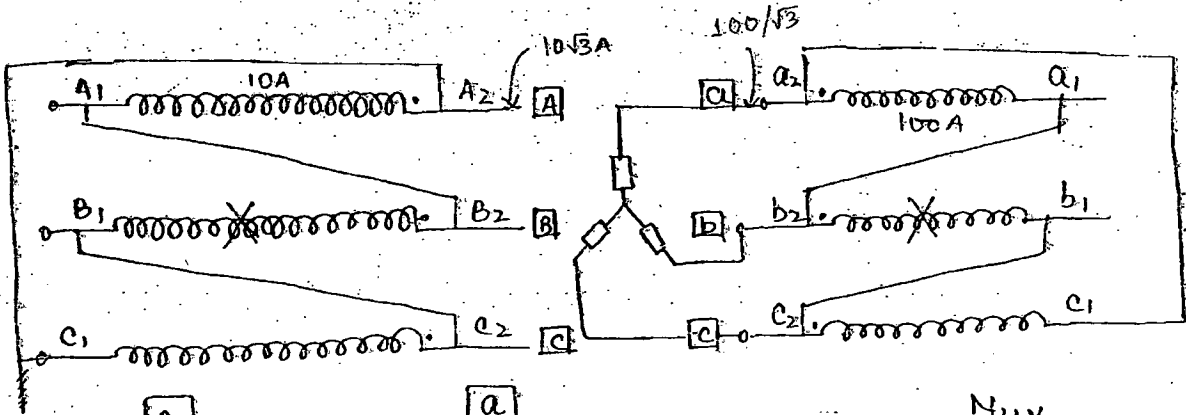 10√3A 100/√3
A1 10A A2 A a a2 a1
100A
B1 B2 B b b2 b1
C1 C2 C c c2 c1
a